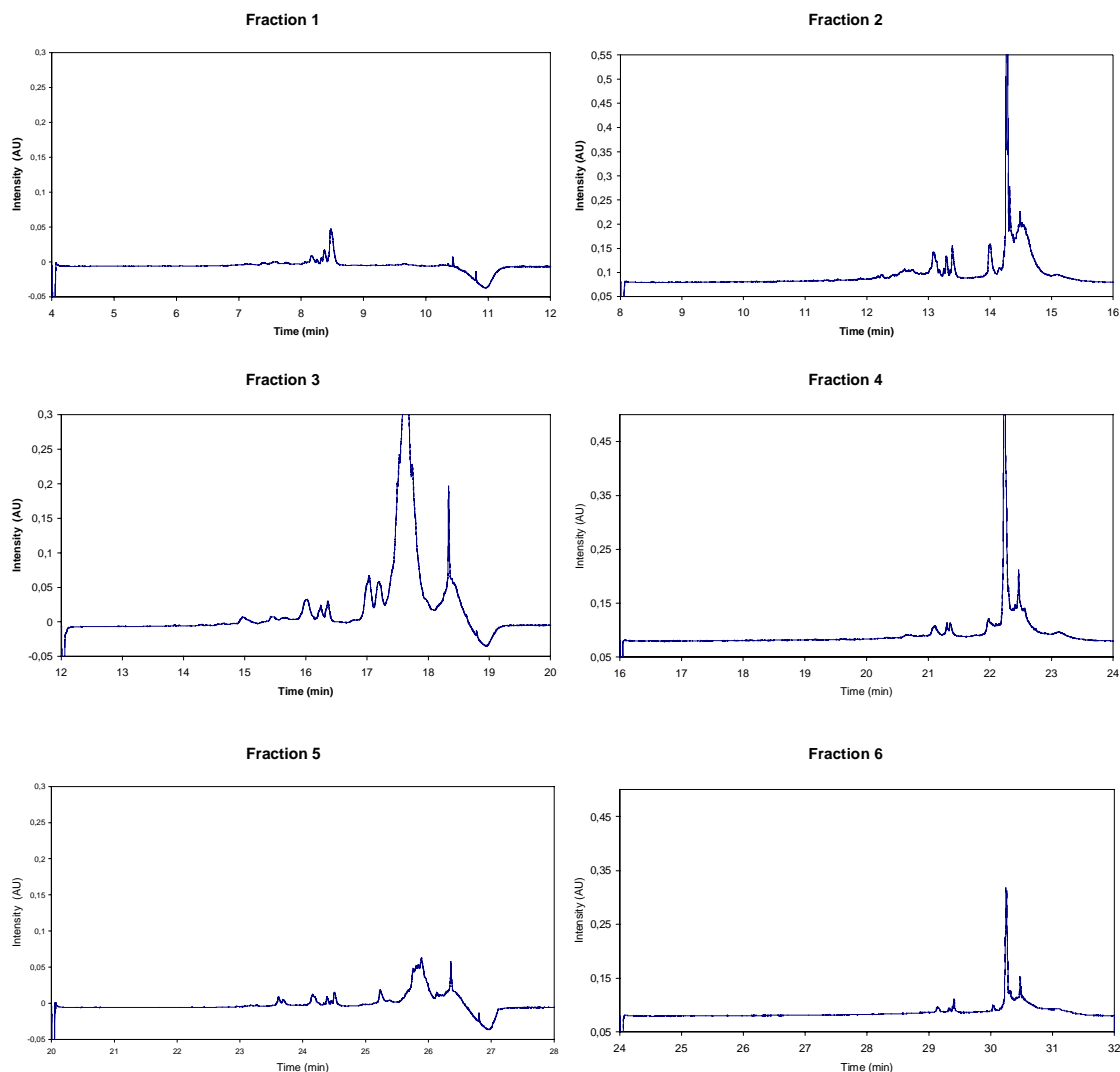 Fraction 1
0,3
0,25
0,2
0,15
0,1
0,05
0
-0,05
Intensity (AU)
4 5 6 7 8 9 10 11 12
Time (min)
Fraction 2
0,55
0,5
0,45
0,4
0,35
0,3
0,25
0,2
0,15
0,1
0,05
Intensity (AU)
8 9 10 11 12 13 14 15 16
Time (min)
Fraction 3
0,3
0,25
0,2
0,15
0,1
0,05
0
-0,05
Intensity (AU)
12 13 14 15 16 17 18 19 20
Time (min)
Fraction 4
0,45
0,35
0,25
0,15
0,05
Intensity (AU)
16 17 18 19 20 21 22 23 24
Time (min)
Fraction 5
0,3
0,25
0,2
0,15
0,1
0,05
0
-0,05
Intensity (AU)
20 21 22 23 24 25 26 27 28
Time (min)
Fraction 6
0,45
0,35
0,25
0,15
0,05
Intensity (AU)
24 25 26 27 28 29 30 31 32
Time (min)